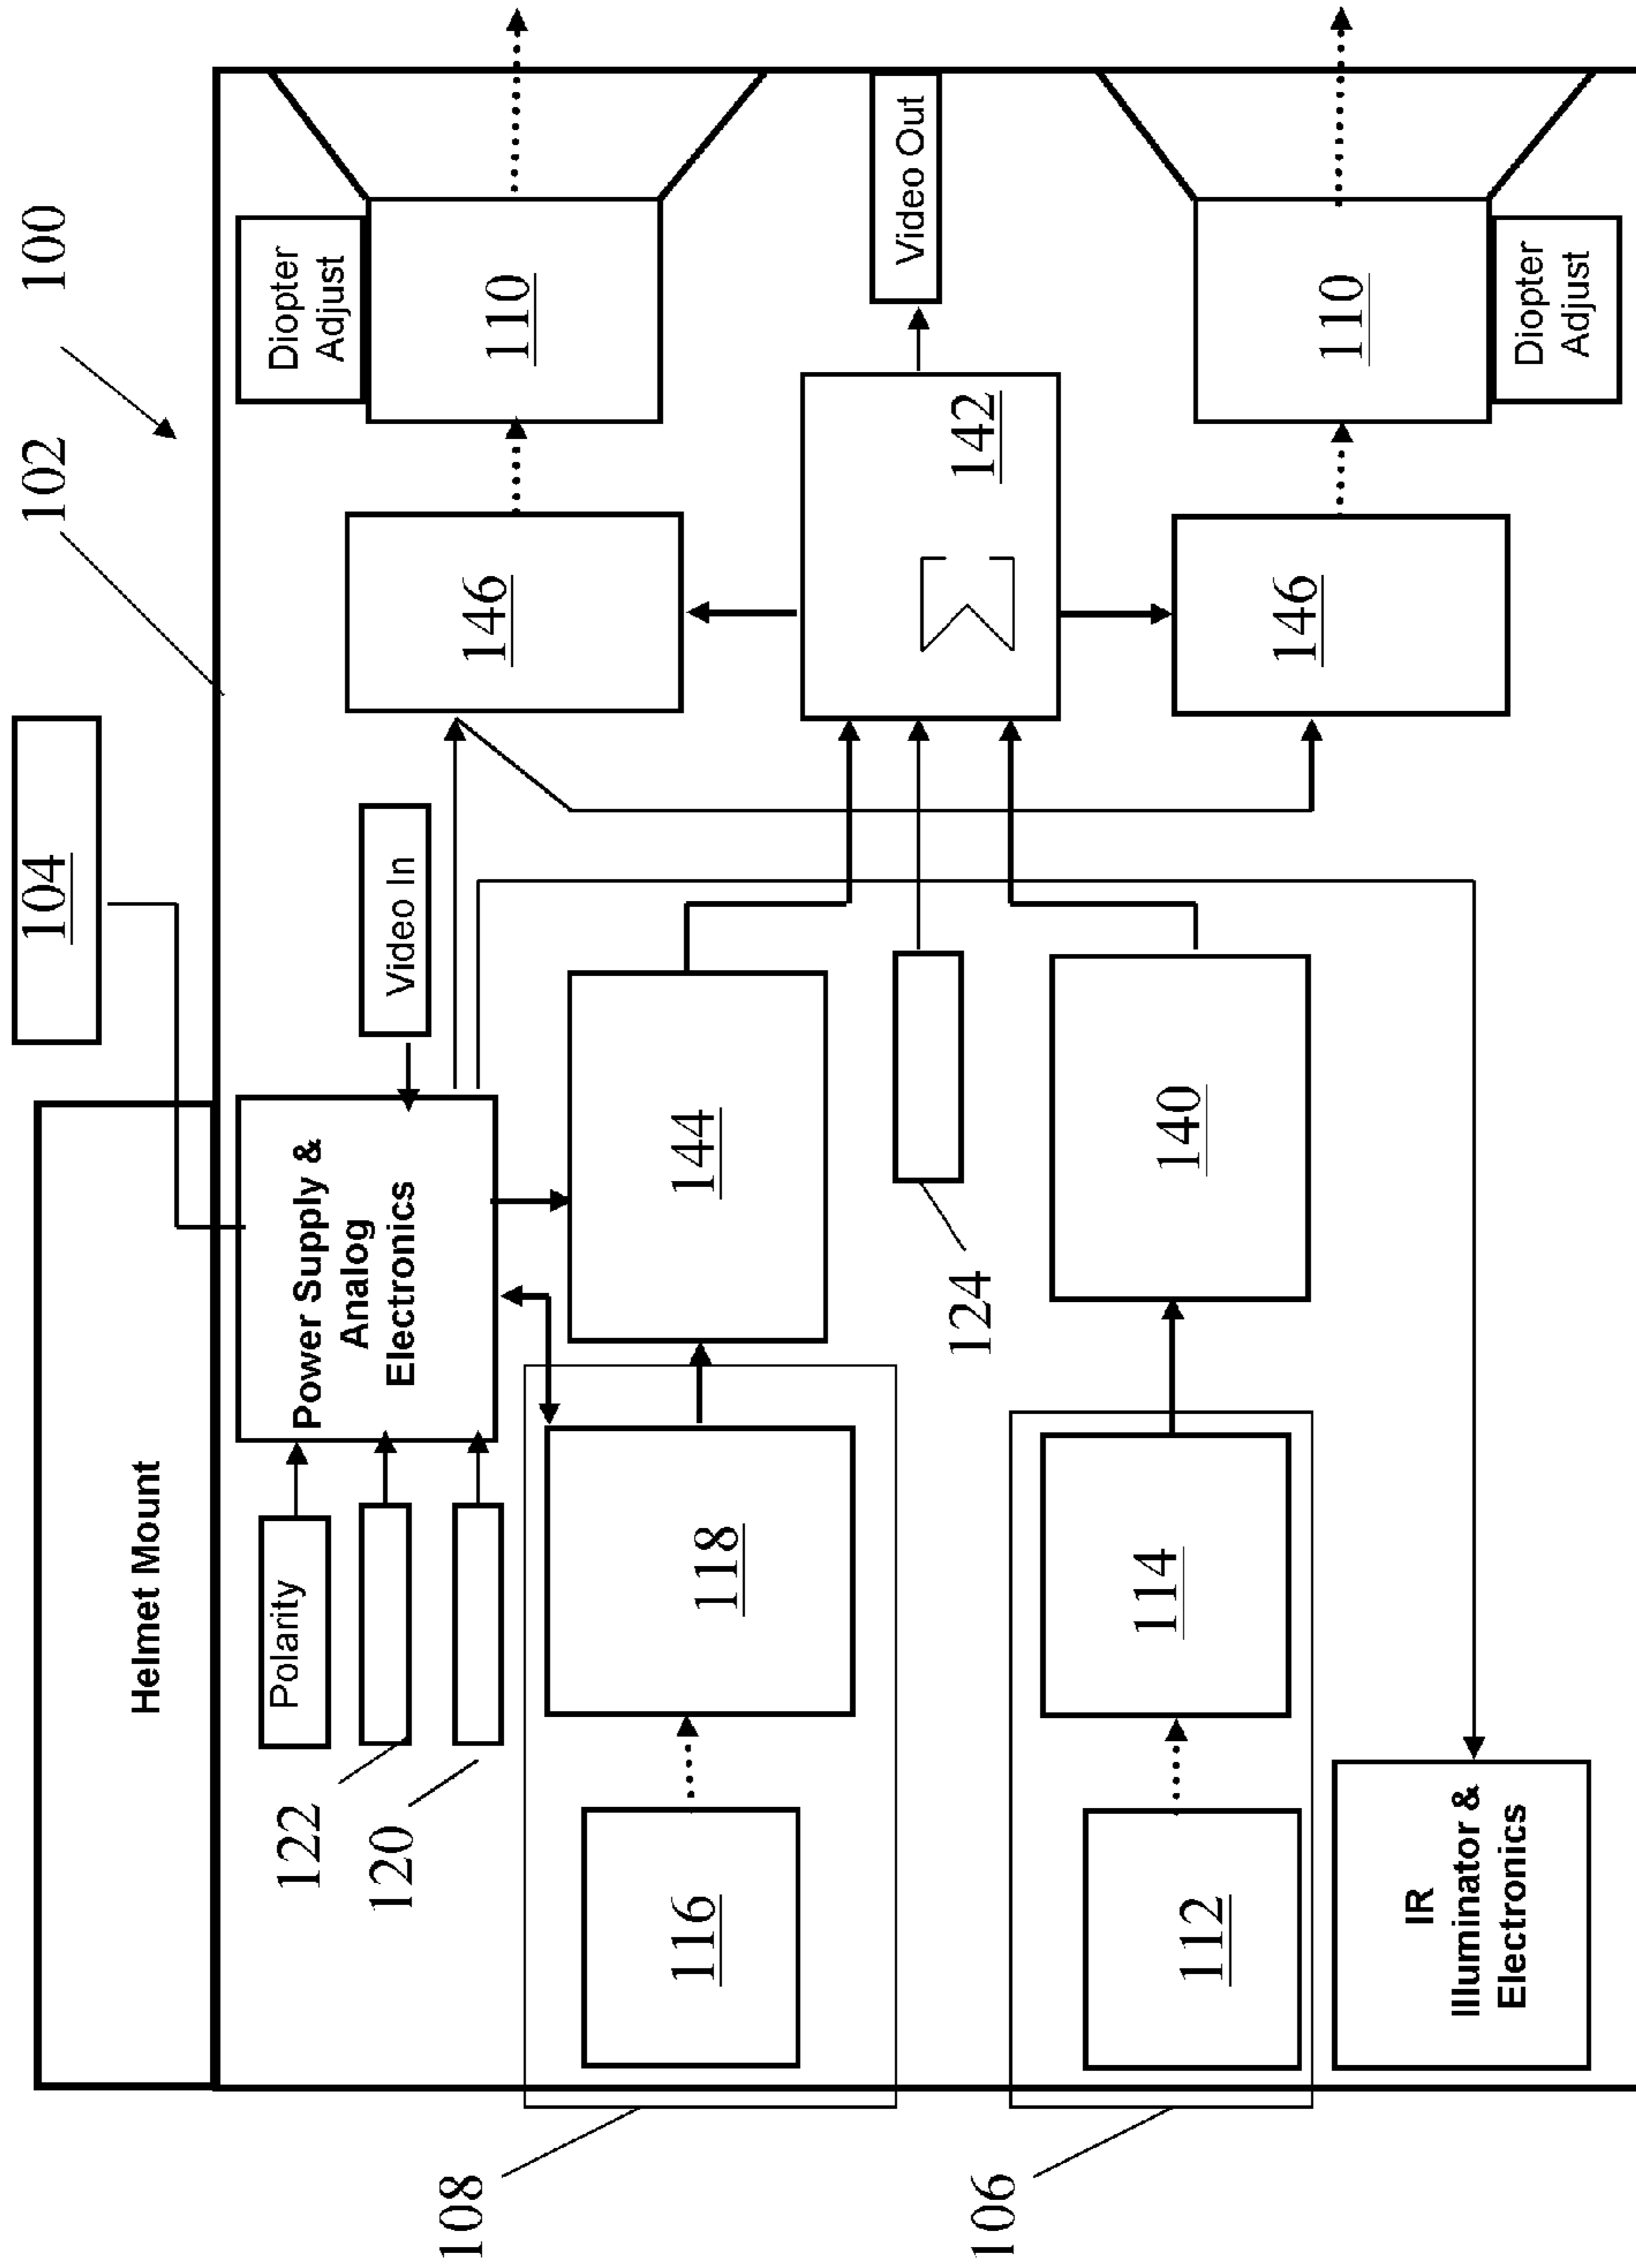 100
102
104
Helmet Mount
Polarity
122
120
Power Supply &
Analog
Electronics
Video In
Diopter
Adjust
110
146
144
118
116
108
Video Out
142
Σ
124
140
114
112
106
146
110
Diopter
Adjust
IR
Illuminator &
Electronics